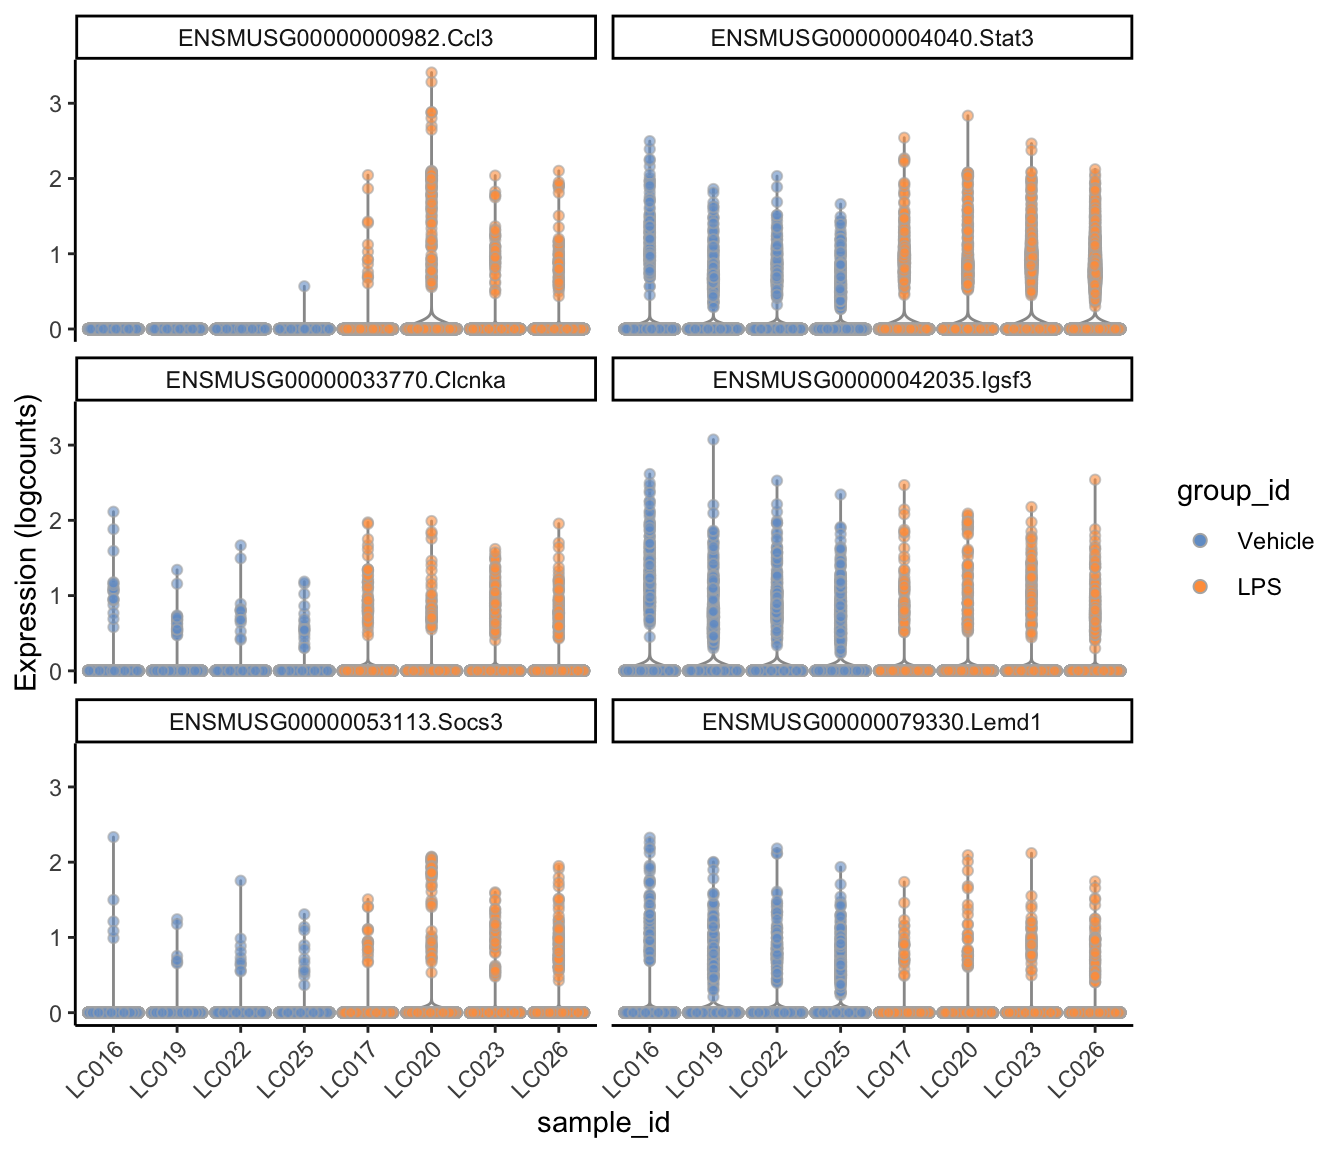 ENSMUSG00000000982.Ccl3
ENSMUSG00000004040.Stat3
3
2
1
0
ENSMUSG00000033770.Clcnka
ENSMUSG00000042035.Igsf3
3
2
1
0
ENSMUSG00000053113.Socs3
ENSMUSG00000079330.Lemd1
3
2
1
0
Expression (logcounts)
LC016 LC019 LC022 LC025 LC017 LC020 LC023 LC026
LC016 LC019 LC022 LC025 LC017 LC020 LC023 LC026
sample_id
group_id
Vehicle
LPS